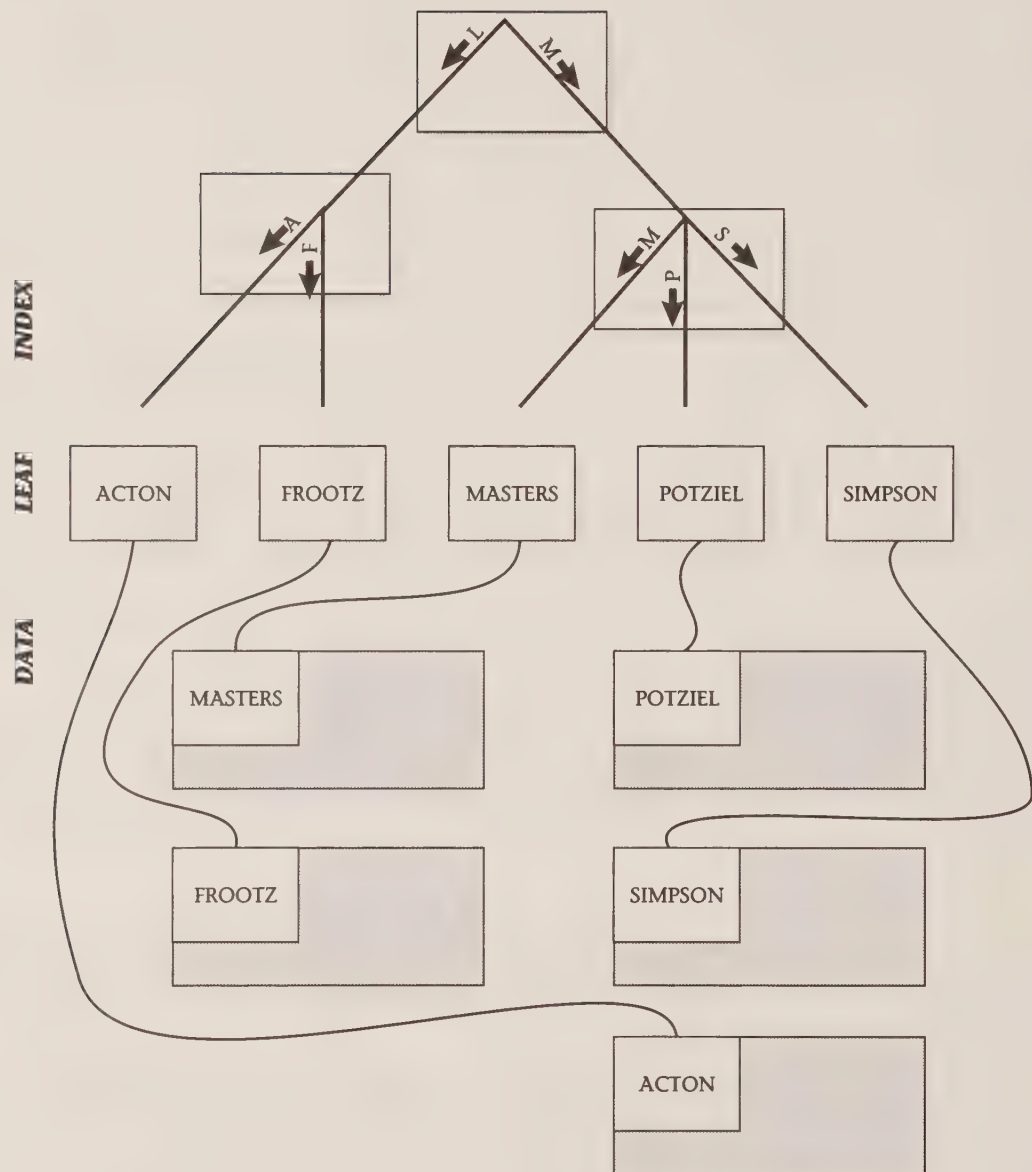 L
M
A
F
M
P
S
INDEX
LEAF
ACTON
FROOTZ
MASTERS
POTZIEL
SIMPSON
DATA
MASTERS
POTZIEL
FROOTZ
SIMPSON
ACTON